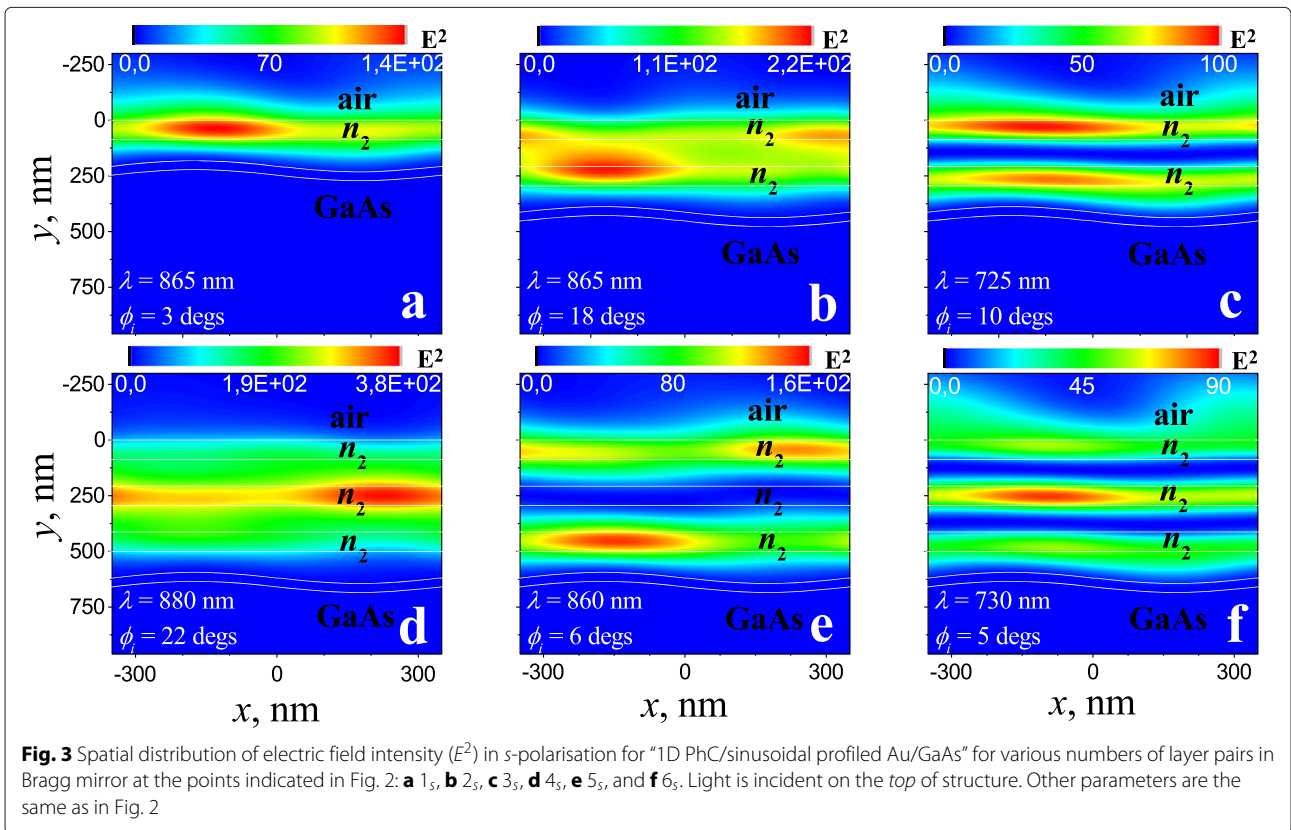 E²
0,0 70 1,4E+02
-250
0
250
500
750
y, nm
air
n₂
GaAs
λ = 865 nm
ϕᵢ = 3 degs
a
E²
0,0 1,1E+02 2,2E+02
air
n₂
n₂
GaAs
λ = 865 nm
ϕᵢ = 18 degs
b
E²
0,0 50 100
air
n₂
n₂
GaAs
λ = 725 nm
ϕᵢ = 10 degs
c
E²
0,0 1,9E+02 3,8E+02
-250
0
250
500
750
y, nm
air
n₂
n₂
n₂
GaAs
λ = 880 nm
ϕᵢ = 22 degs
d
-300 0 300
x, nm
E²
0,0 80 1,6E+02
air
n₂
n₂
n₂
GaAs
λ = 860 nm
ϕᵢ = 6 degs
e
-300 0 300
x, nm
E²
0,0 45 90
air
n₂
n₂
n₂
GaAs
λ = 730 nm
ϕᵢ = 5 degs
f
-300 0 300
x, nm
Fig. 3 Spatial distribution of electric field intensity (E²) in s-polarisation for “1D PhC/sinusoidal profiled Au/GaAs” for various numbers of layer pairs in
Bragg mirror at the points indicated in Fig. 2: a 1ₛ, b 2ₛ, c 3ₛ, d 4ₛ, e 5ₛ, and f 6ₛ. Light is incident on the top of structure. Other parameters are the
same as in Fig. 2